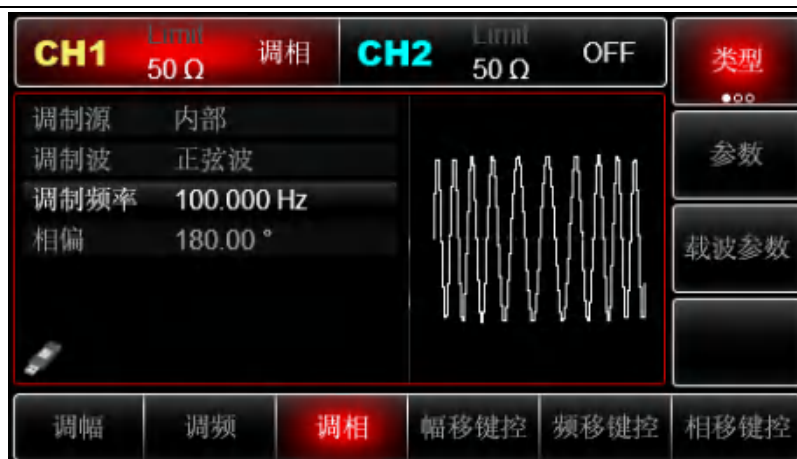 CH1 Limit 50 Ω 调相 CH2 Limit 50 Ω OFF 类型
调制源 内部
调制波 正弦波
调制频率 100.000 Hz
相偏 180.00 °
参数
载波参数
调幅 调频 调相 幅移键控 频移键控 相移键控